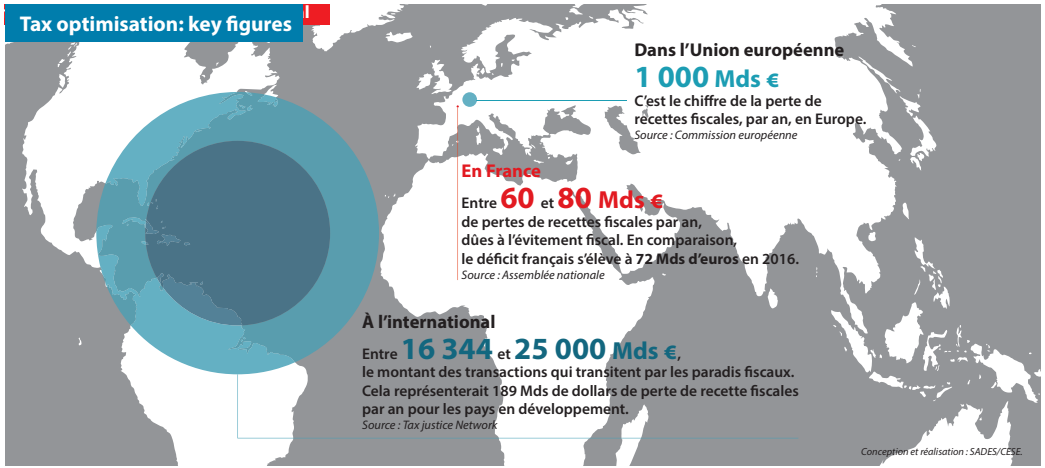 Tax optimisation: key figures
Dans l’Union européenne
1 000 Mds €
C’est le chiffre de la perte de
recettes fiscales, par an, en Europe.
Source : Commission européenne
En France
Entre 60 et 80 Mds €
de pertes de recettes fiscales par an,
dûes à l’évitement fiscal. En comparaison,
le déficit français s’élève à 72 Mds d’euros en 2016.
Source : Assemblée nationale
À l’international
Entre 16 344 et 25 000 Mds €,
le montant des transactions qui transitent par les paradis fiscaux.
Cela représenterait 189 Mds de dollars de perte de recette fiscales
par an pour les pays en développement.
Source : Tax justice Network
Conception et réalisation : SADES/CESE.